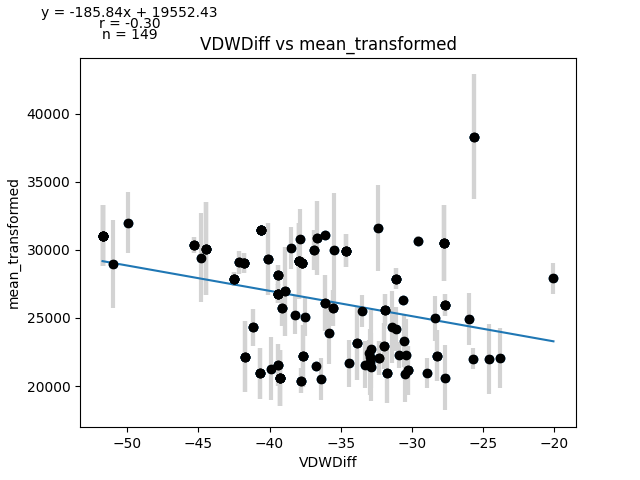 y = -185.84x + 19552.43
r = -0.30
n = 149
VDWDiff vs mean_transformed
mean_transformed
40000
35000
30000
25000
20000
−50
−45
−40
−35
−30
−25
−20
VDWDiff